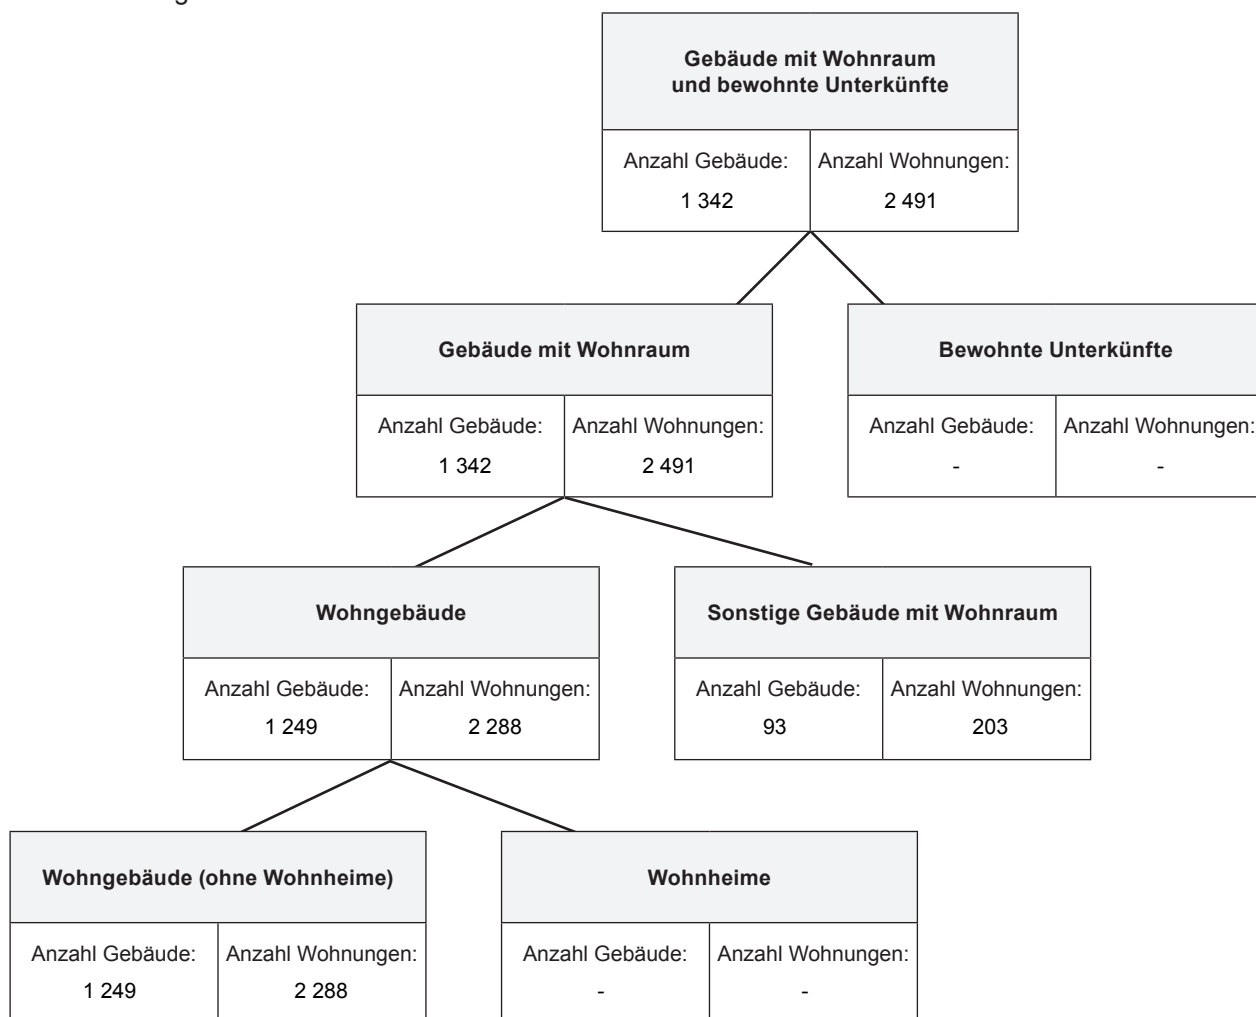 Gebäude mit Wohnraum
und bewohnte Unterkünfte
Anzahl Gebäude: Anzahl Wohnungen:
1 342 2 491
Gebäude mit Wohnraum
Anzahl Gebäude: Anzahl Wohnungen:
1 342 2 491
Bewohnte Unterkünfte
Anzahl Gebäude: Anzahl Wohnungen:
- -
Wohngebäude
Anzahl Gebäude: Anzahl Wohnungen:
1 249 2 288
Sonstige Gebäude mit Wohnraum
Anzahl Gebäude: Anzahl Wohnungen:
93 203
Wohngebäude (ohne Wohnheime)
Anzahl Gebäude: Anzahl Wohnungen:
1 249 2 288
Wohnheime
Anzahl Gebäude: Anzahl Wohnungen:
- -